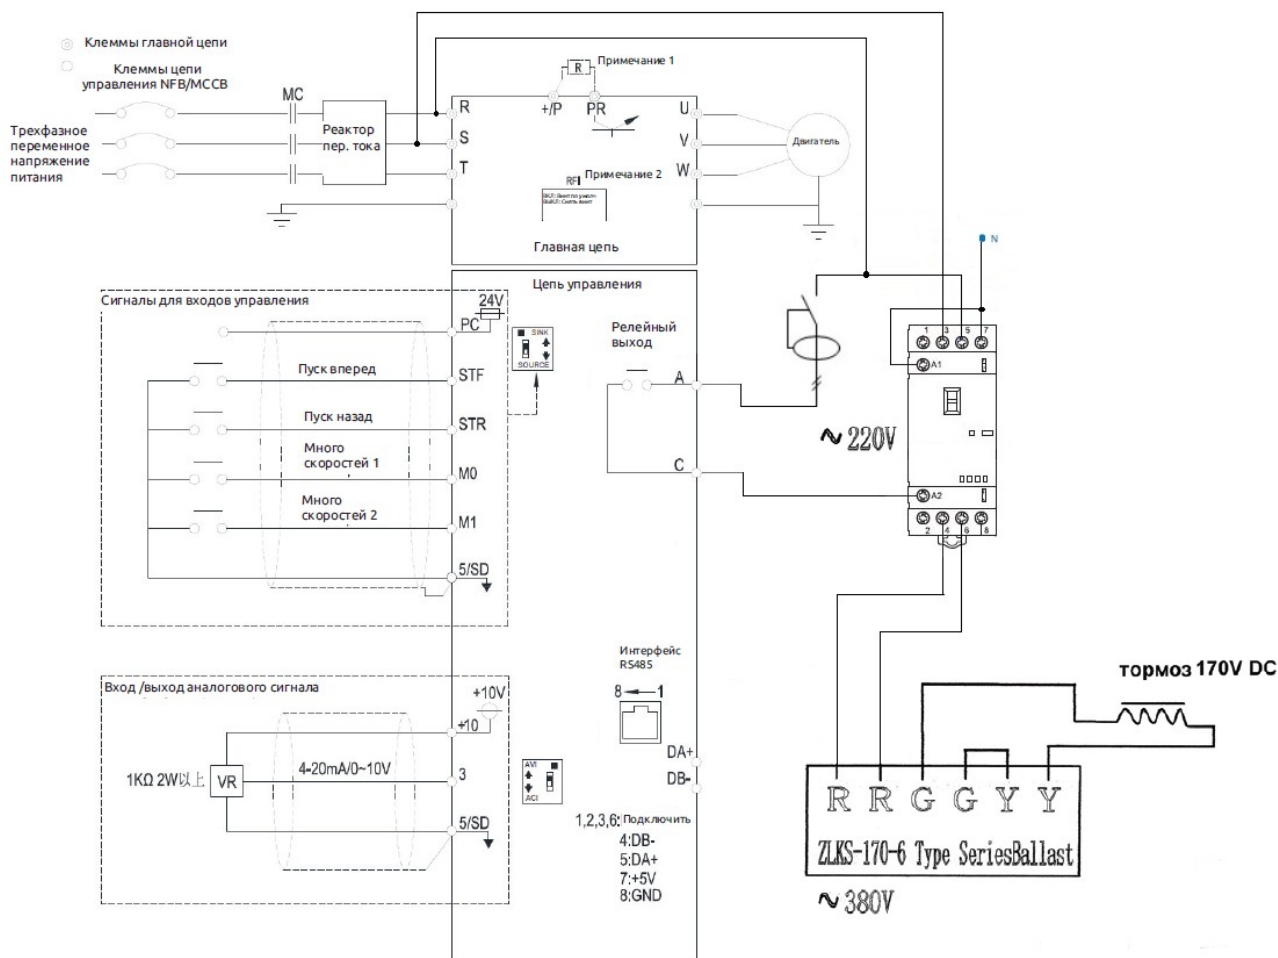 Клеммы главной цепи
Клеммы цепи
управления NFB/MCCB
MC
Трехфазное
переменное
напряжение
питания
Реактор
пер. тока
R
S
T
R
Примечание 1
+/P
PR
U
V
W
Двигатель
RFI
Примечание 2
Главная цепь
N
Цепь управления
Сигналы для входов управления
24V
PC
SINK
SOURCE
Пуск вперед
STF
Пуск назад
STR
Много
скоростей 1
M0
Много
скоростей 2
M1
5/SD
Релейный
выход
A
C
1
3
5
7
A1
~ 220V
A2
2
4
6
8
Вход /выход аналогового сигнала
+10V
+10
4-20mA/0~10V
1KΩ 2W以上
VR
3
5/SD
AVI
ACI
Интерфейс
RS485
8
1
DA+
DB-
1,2,3,6: Подключить
4:DB-
5:DA+
7:+5V
8:GND
тормоз 170V DC
R R G G Y Y
ZLKS-170-6 Type SeriesBallast
~ 380V